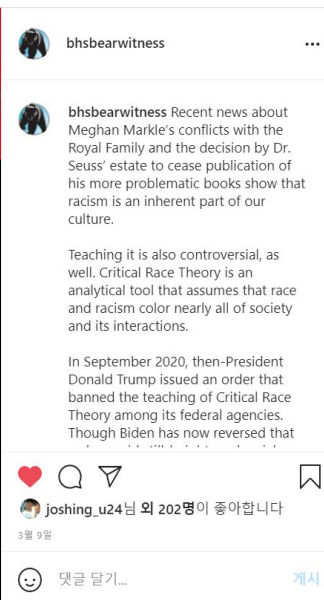 bhsbearwitness
bhsbearwitness Recent news about
Meghan Markle's conflicts with the
Royal Family and the decision by Dr.
Seuss' estate to cease publication of
his more problematic books show that
racism is an inherent part of our
culture.
Teaching it is also controversial, as
well. Critical Race Theory is an
analytical tool that assumes that race
and racism color nearly all of society
and its interactions.
In September 2020, then-President
Donald Trump issued an order that
banned the teaching of Critical Race
Theory among its federal agencies.
Though Biden has now reversed that
joshing_u24님 외 202명이 좋아합니다
3월 9일
댓글 달기...
게시